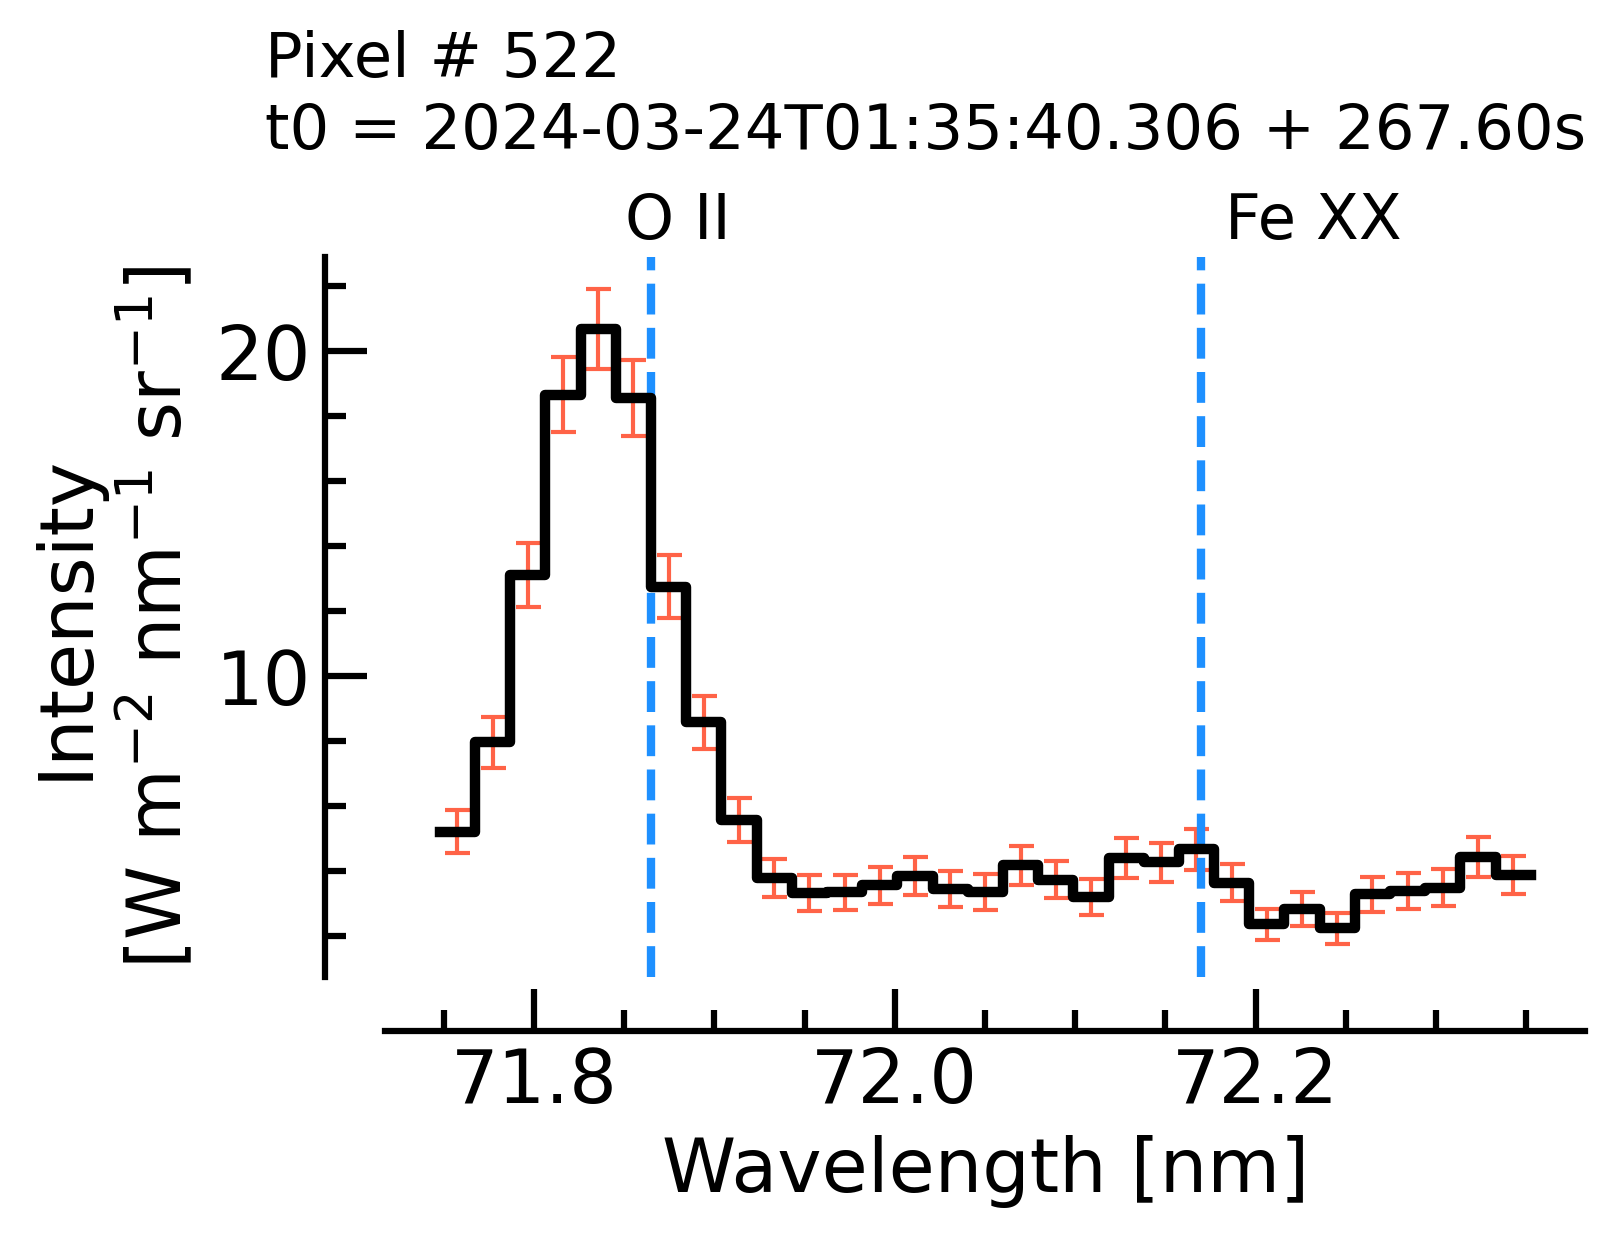 Pixel # 522
t0 = 2024-03-24T01:35:40.306 + 267.60s
O II
Fe XX
Intensity
[W m⁻² nm⁻¹ sr⁻¹]
20
10
71.8
72.0
72.2
Wavelength [nm]